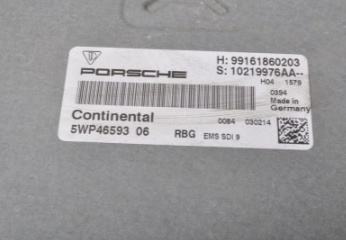 H: 99161860203
PORSCHE S: 10219976AA--
H04 1579
0394
Made in
Germany
Continental 0084 030214
5WP46593 06 RBG EMS SDI 9